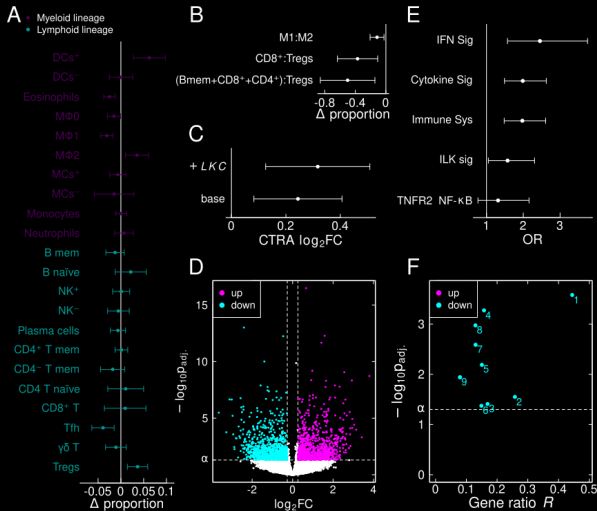 A
Myeloid lineage
Lymphoid lineage
DCs⁺
DCs⁻
Eosinophils
MΦ0
MΦ1
MΦ2
MCs⁺
MCs⁻
Monocytes
Neutrophils
B mem
B naïve
NK⁺
NK⁻
Plasma cells
CD4⁺ T mem
CD4⁻ T mem
CD4 T naïve
CD8⁺ T
Tfh
γδ T
Tregs
-0.05 0 0.05 0.10
Δ proportion
B
M1:M2
CD8⁺:Tregs
(Bmem+CD8⁺+CD4⁺):Tregs
-0.8 -0.4 0
Δ proportion
C
+ LKC
base
0 0.2 0.4
CTRA log₂FC
D
up
down
15
10
5
α
0
− log₁₀p_adj.
−2 0 2 4
log₂FC
E
IFN Sig
Cytokine Sig
Immune Sys
ILK sig
TNFR2 NF-κB
1 2 3
OR
F
up
down
3
2
α
1
0
− log₁₀p_adj.
1
4
8
7
5
9
2
6 3
0 0.1 0.2 0.3 0.4 0.5
Gene ratio R